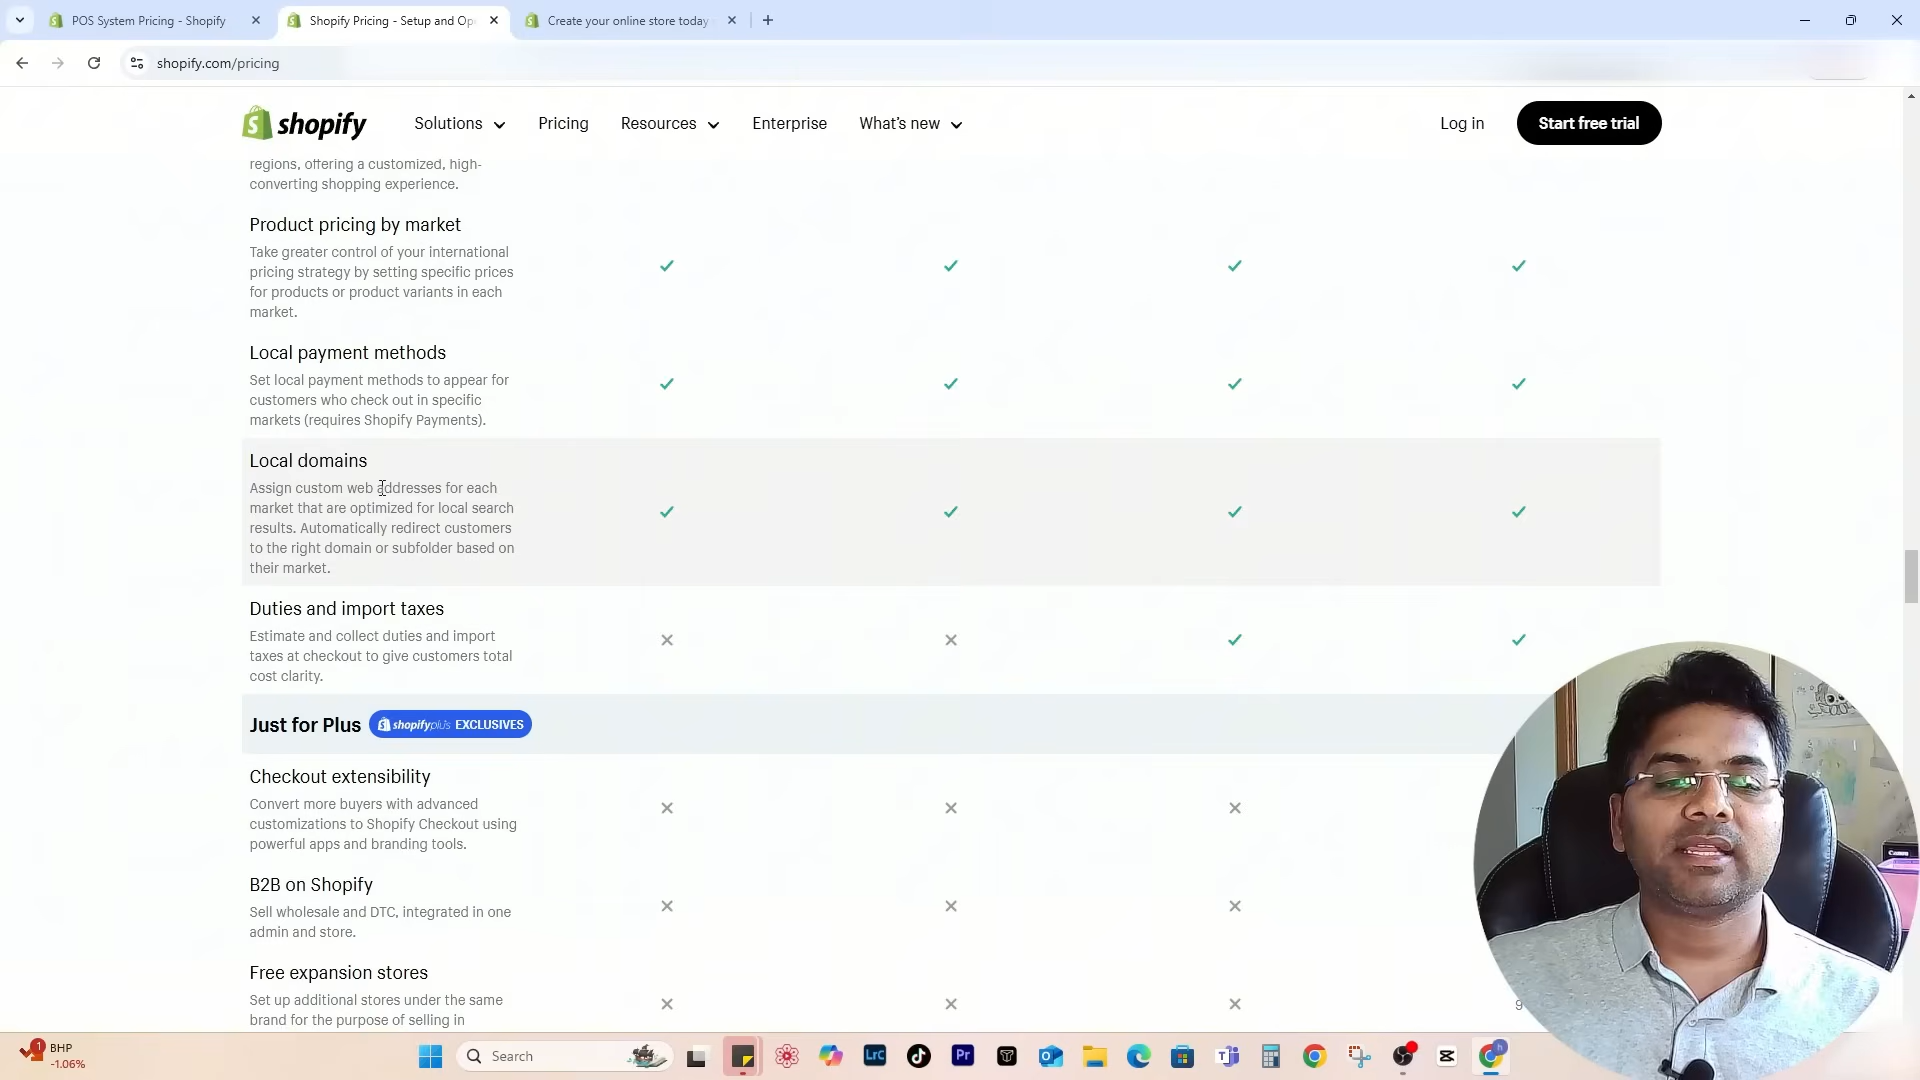 POS System Pricing - Shopify
Shopify Pricing - Setup and Op
Create your online store today
shopify.com/pricing
shopify
Solutions
Pricing
Resources
Enterprise
What's new
Log in
Start free trial
regions, offering a customized, high-
converting shopping experience.
Product pricing by market
Take greater control of your international
pricing strategy by setting specific prices
for products or product variants in each
market.
Local payment methods
Set local payment methods to appear for
customers who check out in specific
markets (requires Shopify Payments).
Local domains
Assign custom web addresses for each
market that are optimized for local search
results. Automatically redirect customers
to the right domain or subfolder based on
their market.
Duties and import taxes
Estimate and collect duties and import
taxes at checkout to give customers total
cost clarity.
Just for Plus
shopifyplus EXCLUSIVES
Checkout extensibility
Convert more buyers with advanced
customizations to Shopify Checkout using
powerful apps and branding tools.
B2B on Shopify
Sell wholesale and DTC, integrated in one
admin and store.
Free expansion stores
Set up additional stores under the same
brand for the purpose of selling in
9
Canon
1
BHP
-1.06%
Search
LrC
Pr